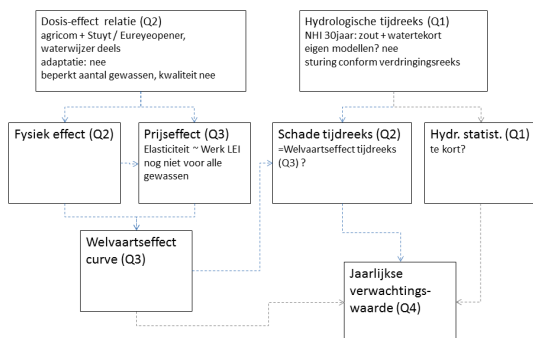 Dosis-effect relatie (Q2)
agricom + Stuyt / Eureyeopener,
waterwijzer deels
adaptatie: nee
beperkt aantal gewassen, kwaliteit nee
Hydrologische tijdreeks (Q1)
NHI 30jaar: zout + watertekort
eigen modellen? nee
sturing conform verdringingsreeks
Fysiek effect (Q2)
Prijseffect (Q3)
Elasticiteit ~ Werk LEI
nog niet voor alle
gewassen
Schade tijdreeks (Q2)
=Welvaartseffect tijdreeks
(Q3) ?
Hydr. statist. (Q1)
te kort?
Welvaartseffect
curve (Q3)
Jaarlijkse
verwachtings-
waarde (Q4)